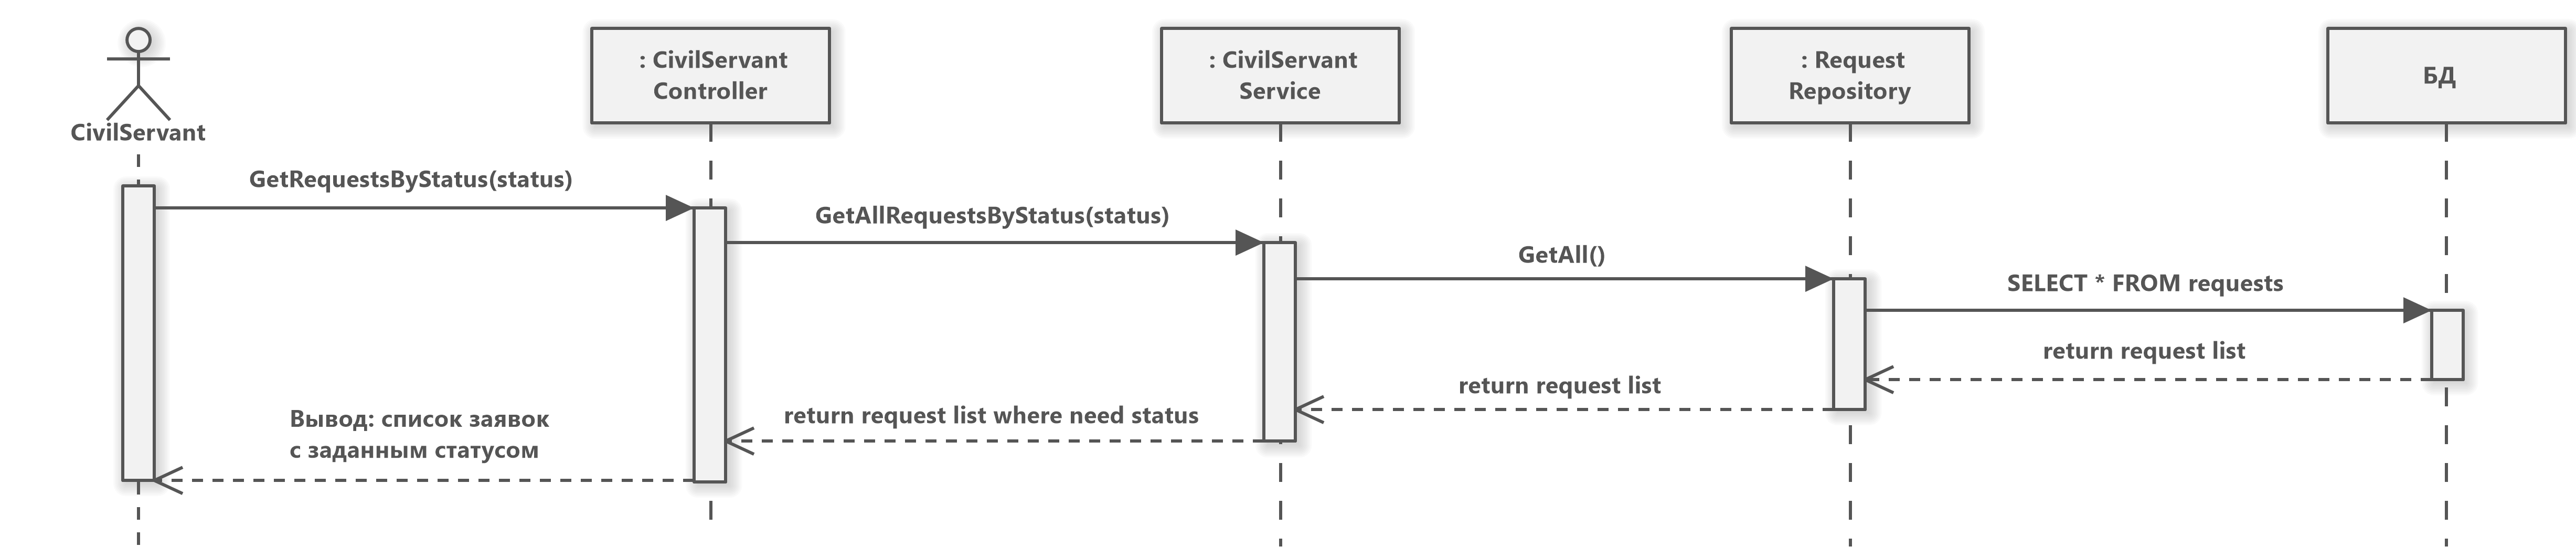 CivilServant
: CivilServant
Controller
: CivilServant
Service
: Request
Repository
БД
GetRequestsByStatus(status)
GetAllRequestsByStatus(status)
GetAll()
SELECT * FROM requests
return request list
return request list
return request list where need status
Вывод: список заявок
с заданным статусом